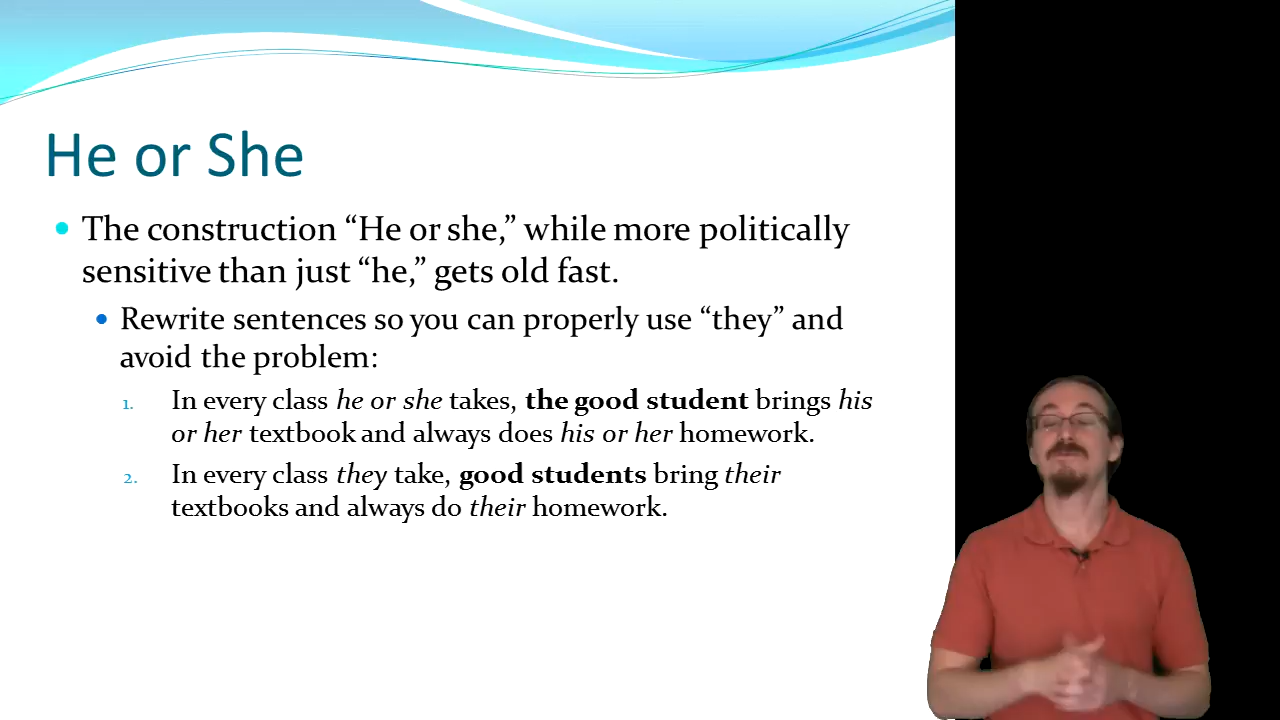 He or She
• The construction “He or she,” while more politically
sensitive than just “he,” gets old fast.
• Rewrite sentences so you can properly use “they” and
avoid the problem:
1. In every class he or she takes, the good student brings his
or her textbook and always does his or her homework.
2. In every class they take, good students bring their
textbooks and always do their homework.